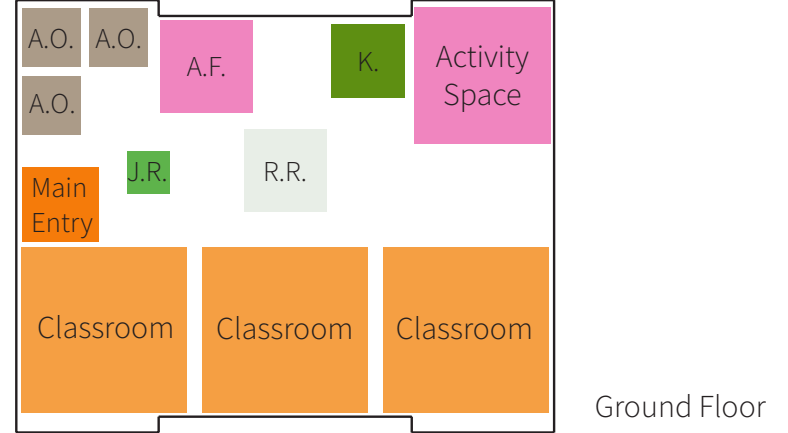 A.O.
A.O.
A.F.
K.
Activity
Space
A.O.
J.R.
R.R.
Main
Entry
Classroom
Classroom
Classroom
Ground Floor